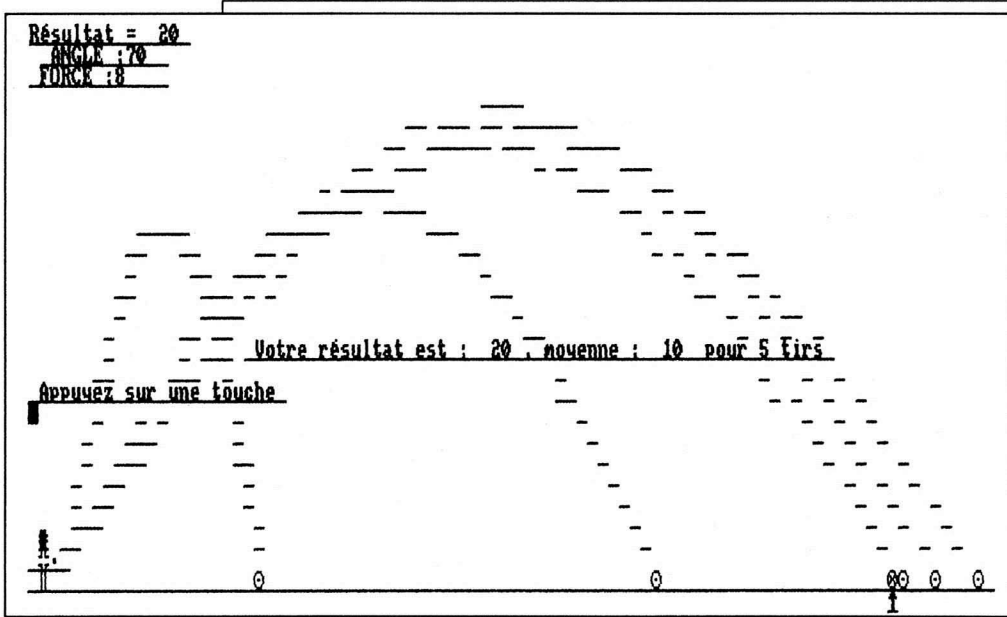 Résultat =  20
ANGLE :70
FORCE :8
Votre résultat est :  20 . moyenne :  10  pour 5 tirs
Appuyez sur une touche